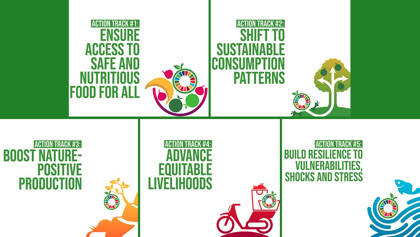 ACTION TRACK #1:
ENSURE
ACCESS TO
SAFE AND
NUTRITIOUS
FOOD FOR ALL
ACTION TRACK #2:
SHIFT TO
SUSTAINABLE
CONSUMPTION
PATTERNS
ACTION TRACK #3:
BOOST NATURE-
POSITIVE
PRODUCTION
ACTION TRACK #4:
ADVANCE
EQUITABLE
LIVELIHOODS
ACTION TRACK #5:
BUILD RESILIENCE TO
VULNERABILITIES,
SHOCKS AND STRESS